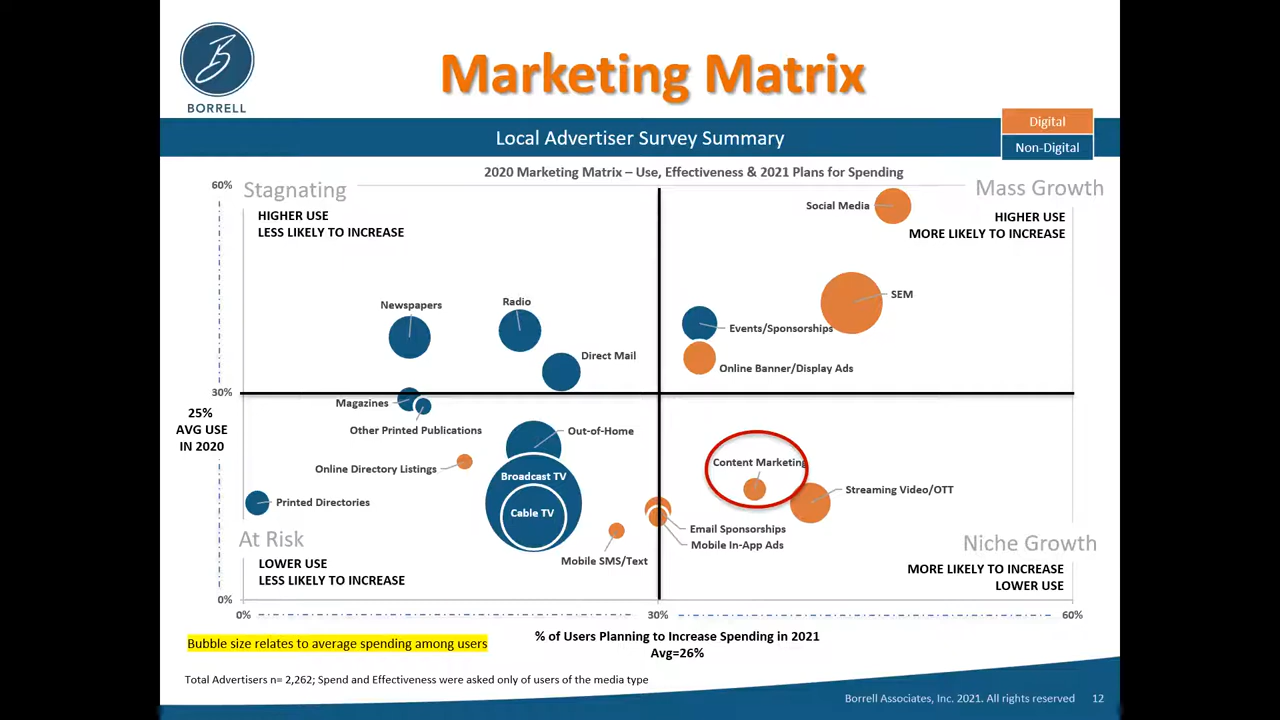 BORRELL
Marketing Matrix
Local Advertiser Survey Summary
Digital
Non-Digital
2020 Marketing Matrix – Use, Effectiveness & 2021 Plans for Spending
60%
Stagnating
HIGHER USE
LESS LIKELY TO INCREASE
Mass Growth
HIGHER USE
MORE LIKELY TO INCREASE
Social Media
SEM
Newspapers
Radio
Direct Mail
Events/Sponsorships
Online Banner/Display Ads
30%
25%
AVG USE
IN 2020
Magazines
Other Printed Publications
Out-of-Home
Online Directory Listings
Broadcast TV
Cable TV
Printed Directories
Content Marketing
Streaming Video/OTT
Email Sponsorships
Mobile In-App Ads
Mobile SMS/Text
At Risk
LOWER USE
LESS LIKELY TO INCREASE
Niche Growth
MORE LIKELY TO INCREASE
LOWER USE
0%
0%
30%
60%
% of Users Planning to Increase Spending in 2021
Avg=26%
Bubble size relates to average spending among users
Total Advertisers n= 2,262; Spend and Effectiveness were asked only of users of the media type
Borrell Associates, Inc. 2021. All rights reserved 12